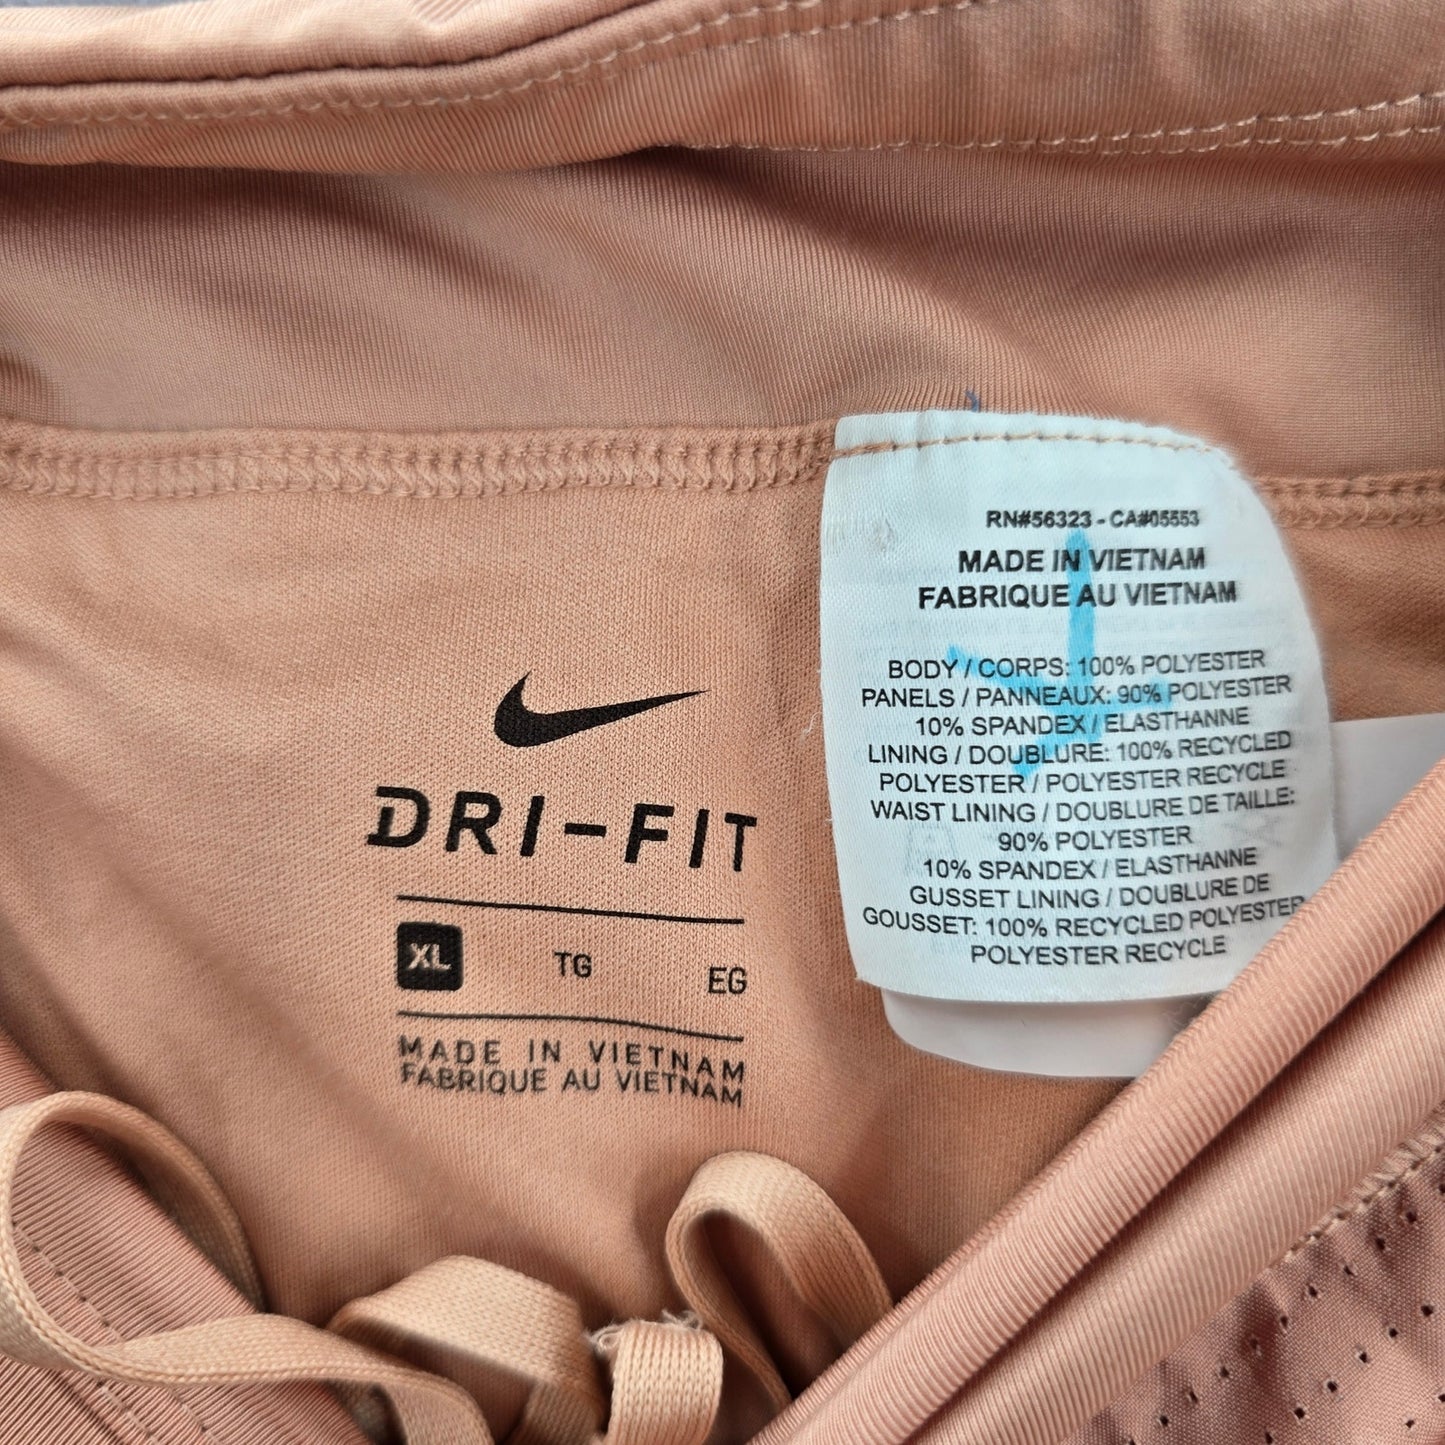 DRI-FIT
XL TG EG
MADE IN VIETNAM
FABRIQUE AU VIETNAM
RN#56323 - CA#05553
MADE IN VIETNAM
FABRIQUE AU VIETNAM
BODY / CORPS: 100% POLYESTER
PANELS / PANNEAUX: 90% POLYESTER
10% SPANDEX / ELASTHANNE
LINING / DOUBLURE: 100% RECYCLED
POLYESTER / POLYESTER RECYCLE
WAIST LINING / DOUBLURE DE TAILLE:
90% POLYESTER
10% SPANDEX / ELASTHANNE
GUSSET LINING / DOUBLURE DE
GOUSSET: 100% RECYCLED POLYESTER
POLYESTER RECYCLE